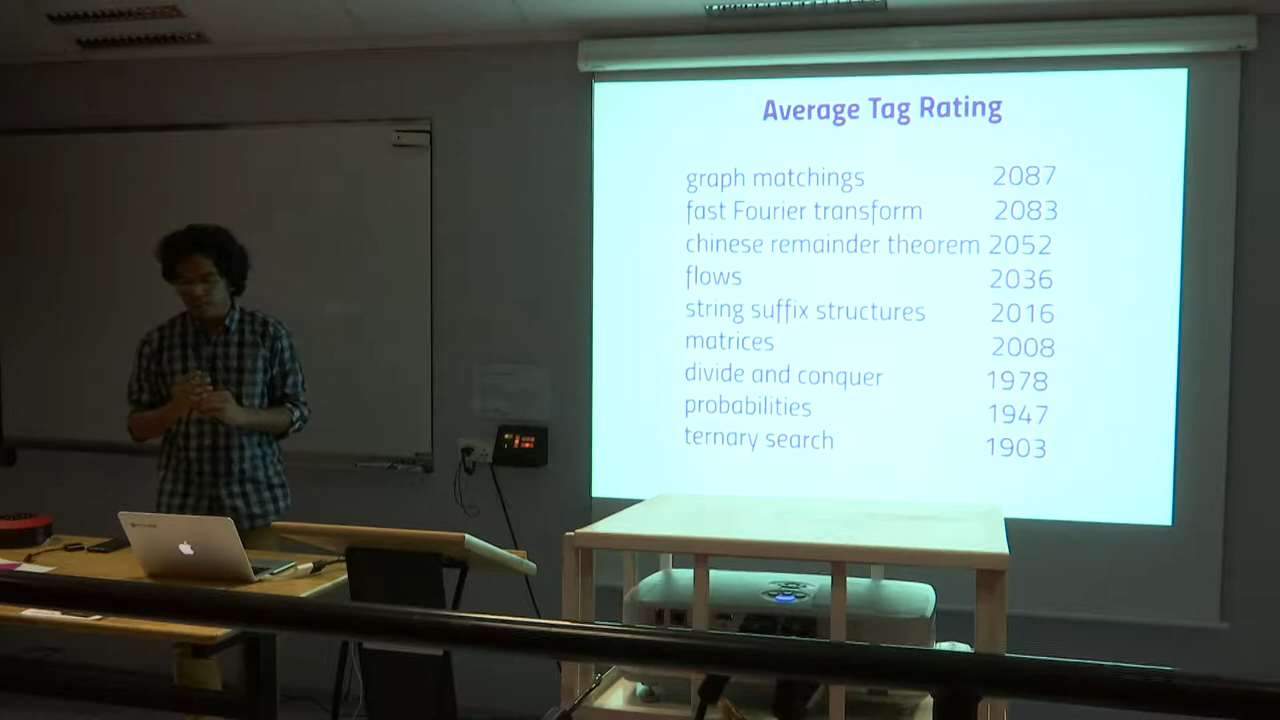 Average Tag Rating
graph matchings 2087
fast Fourier transform 2083
chinese remainder theorem 2052
flows 2036
string suffix structures 2016
matrices 2008
divide and conquer 1978
probabilities 1947
ternary search 1903